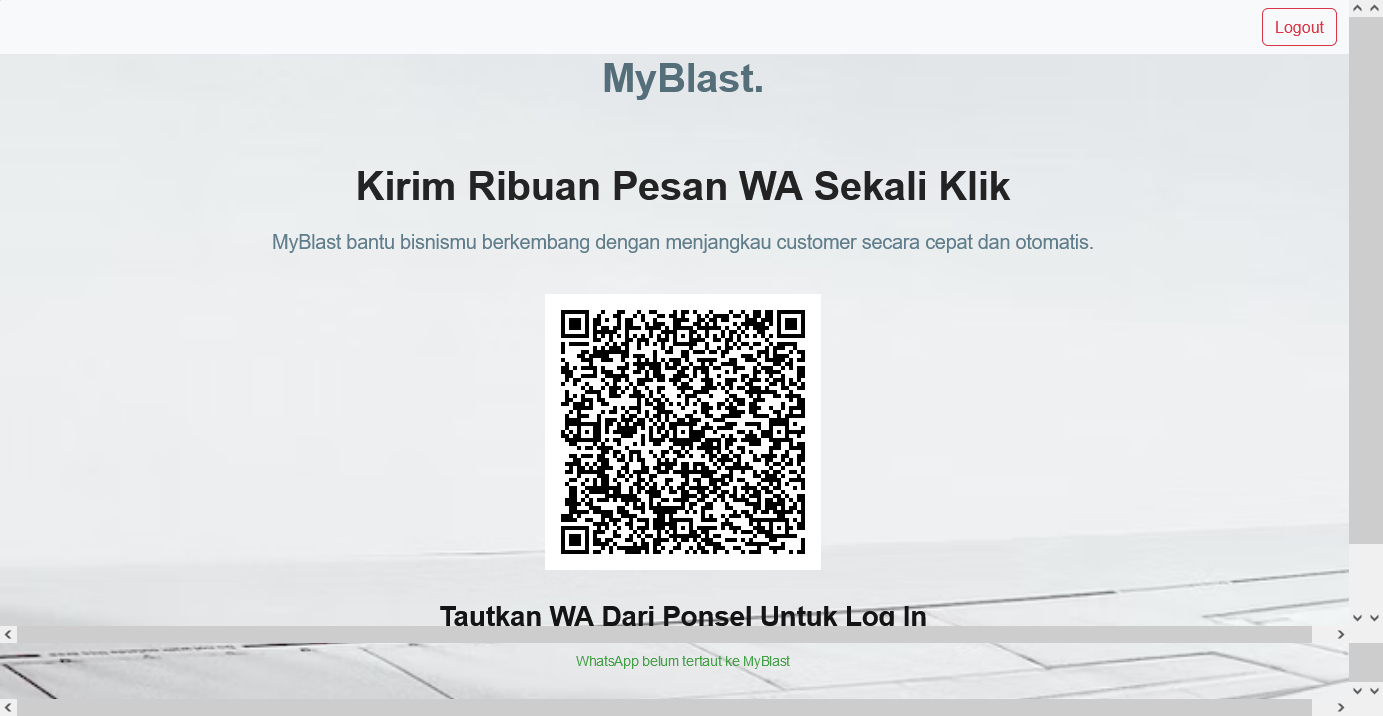 Logout
MyBlast.
Kirim Ribuan Pesan WA Sekali Klik
MyBlast bantu bisnismu berkembang dengan menjangkau customer secara cepat dan otomatis.
Tautkan WA Dari Ponsel Untuk Log In
WhatsApp belum tertaut ke MyBlast